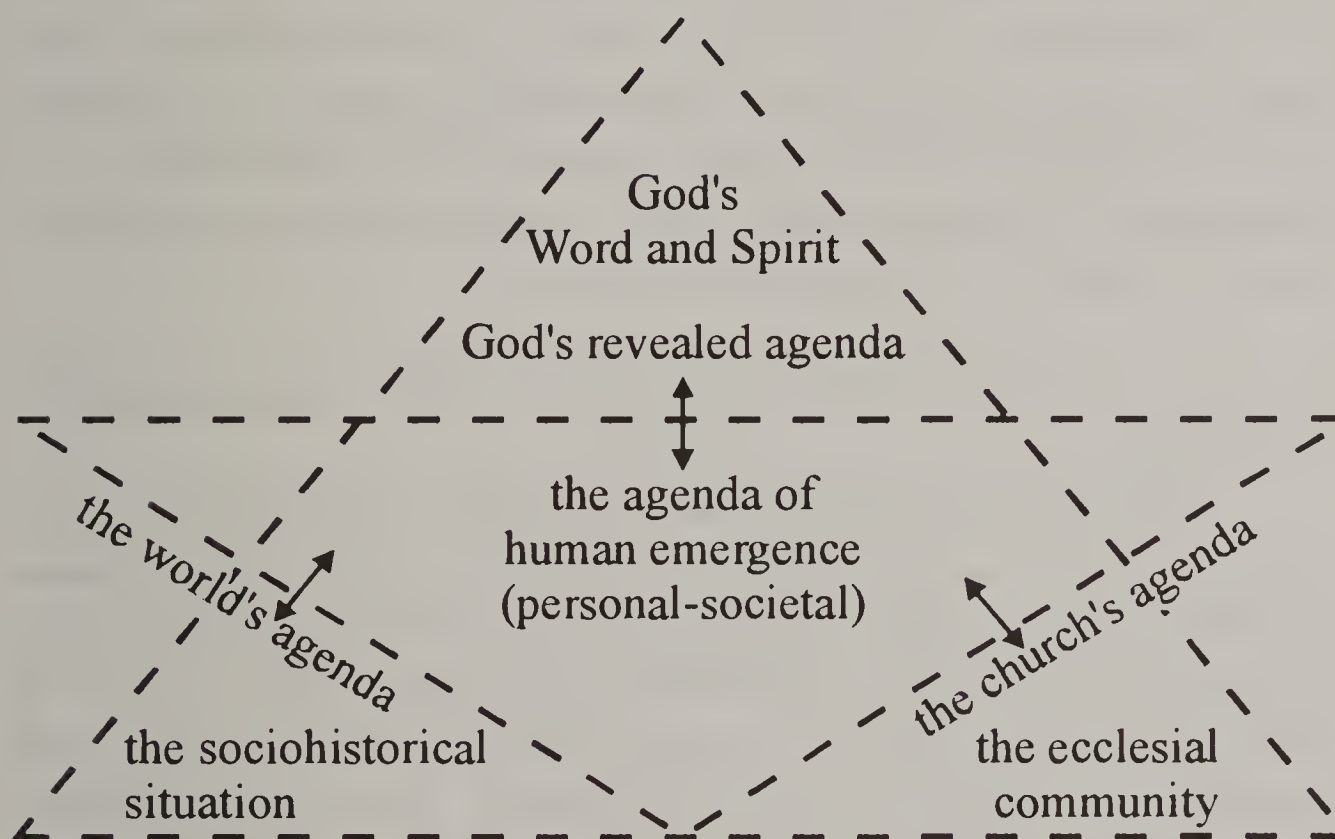 God's
Word and Spirit
God's revealed agenda
the agenda of
human emergence
(personal-societal)
the world's agenda
the church's agenda
the sociohistorical
situation
the ecclesial
community